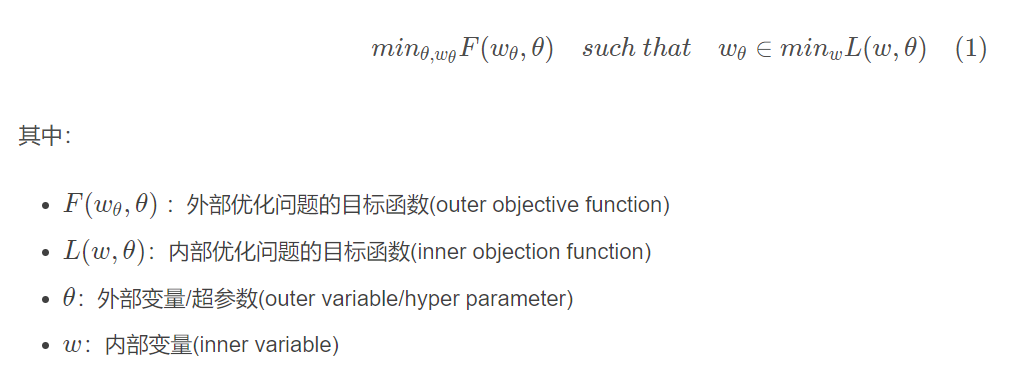 $min_{\theta,w_\theta} F(w_\theta, \theta) \quad such\ that \quad w_\theta \in min_w L(w, \theta) \quad (1)$
其中：
• $F(w_\theta, \theta)$ ：外部优化问题的目标函数(outer objective function)
• $L(w, \theta)$：内部优化问题的目标函数(inner objection function)
• $\theta$：外部变量/超参数(outer variable/hyper parameter)
• $w$：内部变量(inner variable)